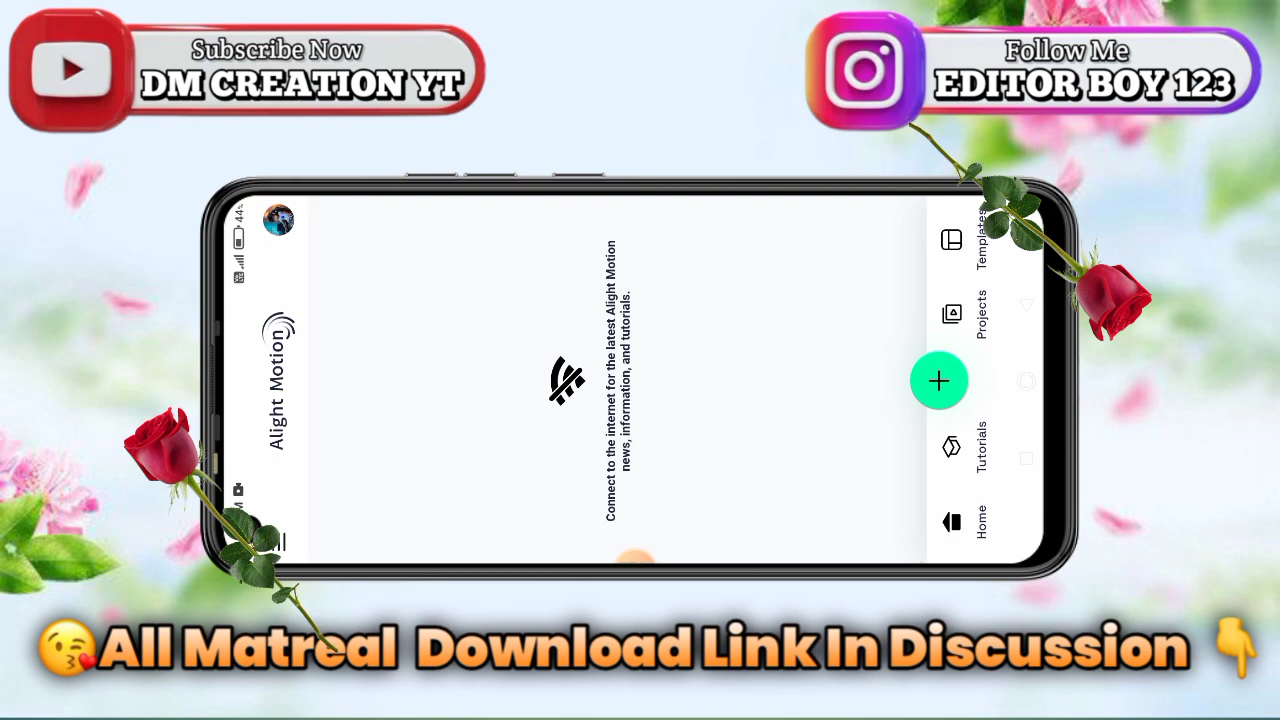 Subscribe Now
DM CREATION YT
Follow Me
EDITOR BOY 123
44%
Alight Motion
Connect to the internet for the latest Alight Motion
news, information, and tutorials.
Templates
Projects
Tutorials
Home
😘All Matreal Download Link In Discussion 👇